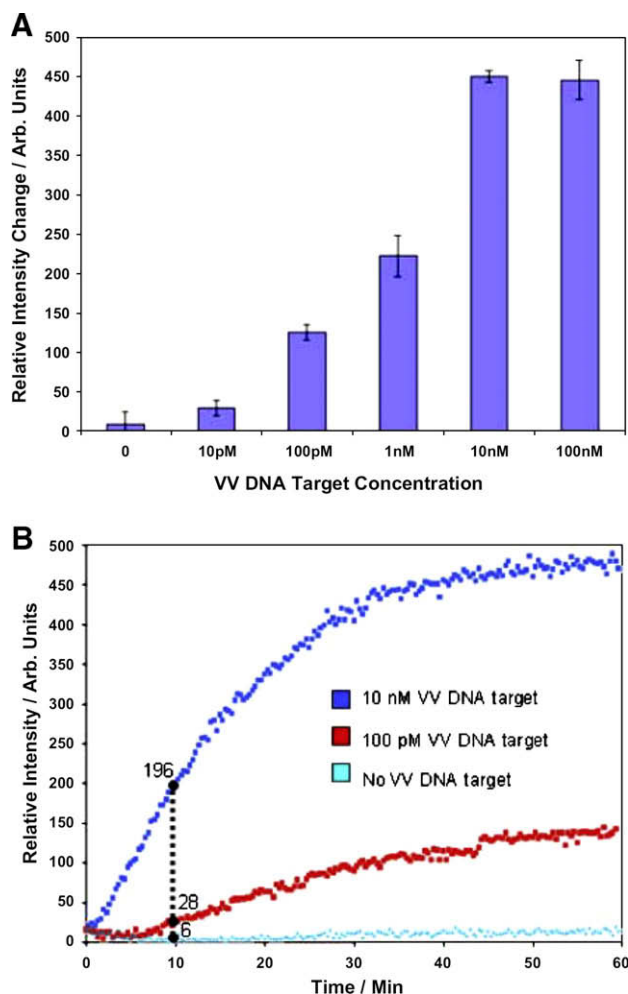 A
Relative Intensity Change / Arb. Units
500
450
400
350
300
250
200
150
100
50
0
0 10pM 100pM 1nM 10nM 100nM
VV DNA Target Concentration
B
Relative Intensity / Arb. Units
500
450
400
350
300
250
200
150
100
50
0
10 nM VV DNA target
100 pM VV DNA target
No VV DNA target
196
28
6
0 10 20 30 40 50 60
Time / Min